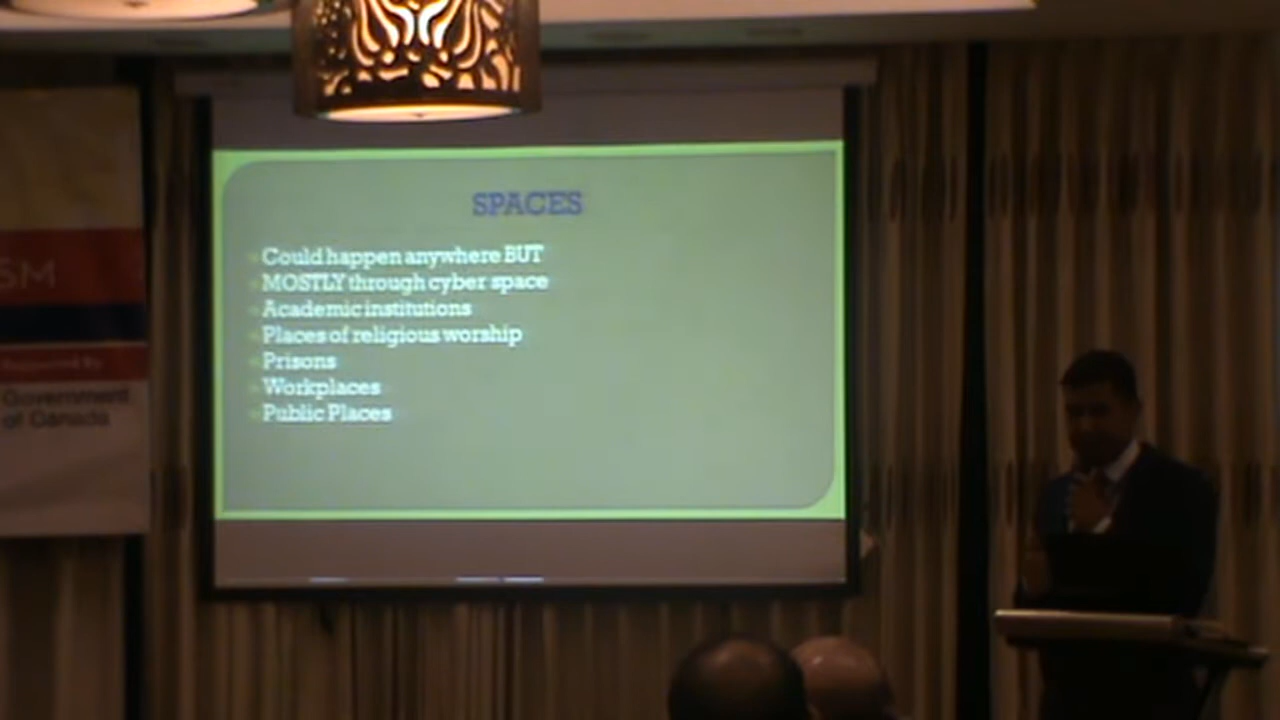 SPACES
Could happen anywhere BUT
MOSTLY through cyber space
Academic institutions
Places of religious worship
Prisons
Workplaces
Public Places
SM
Government
of Canada